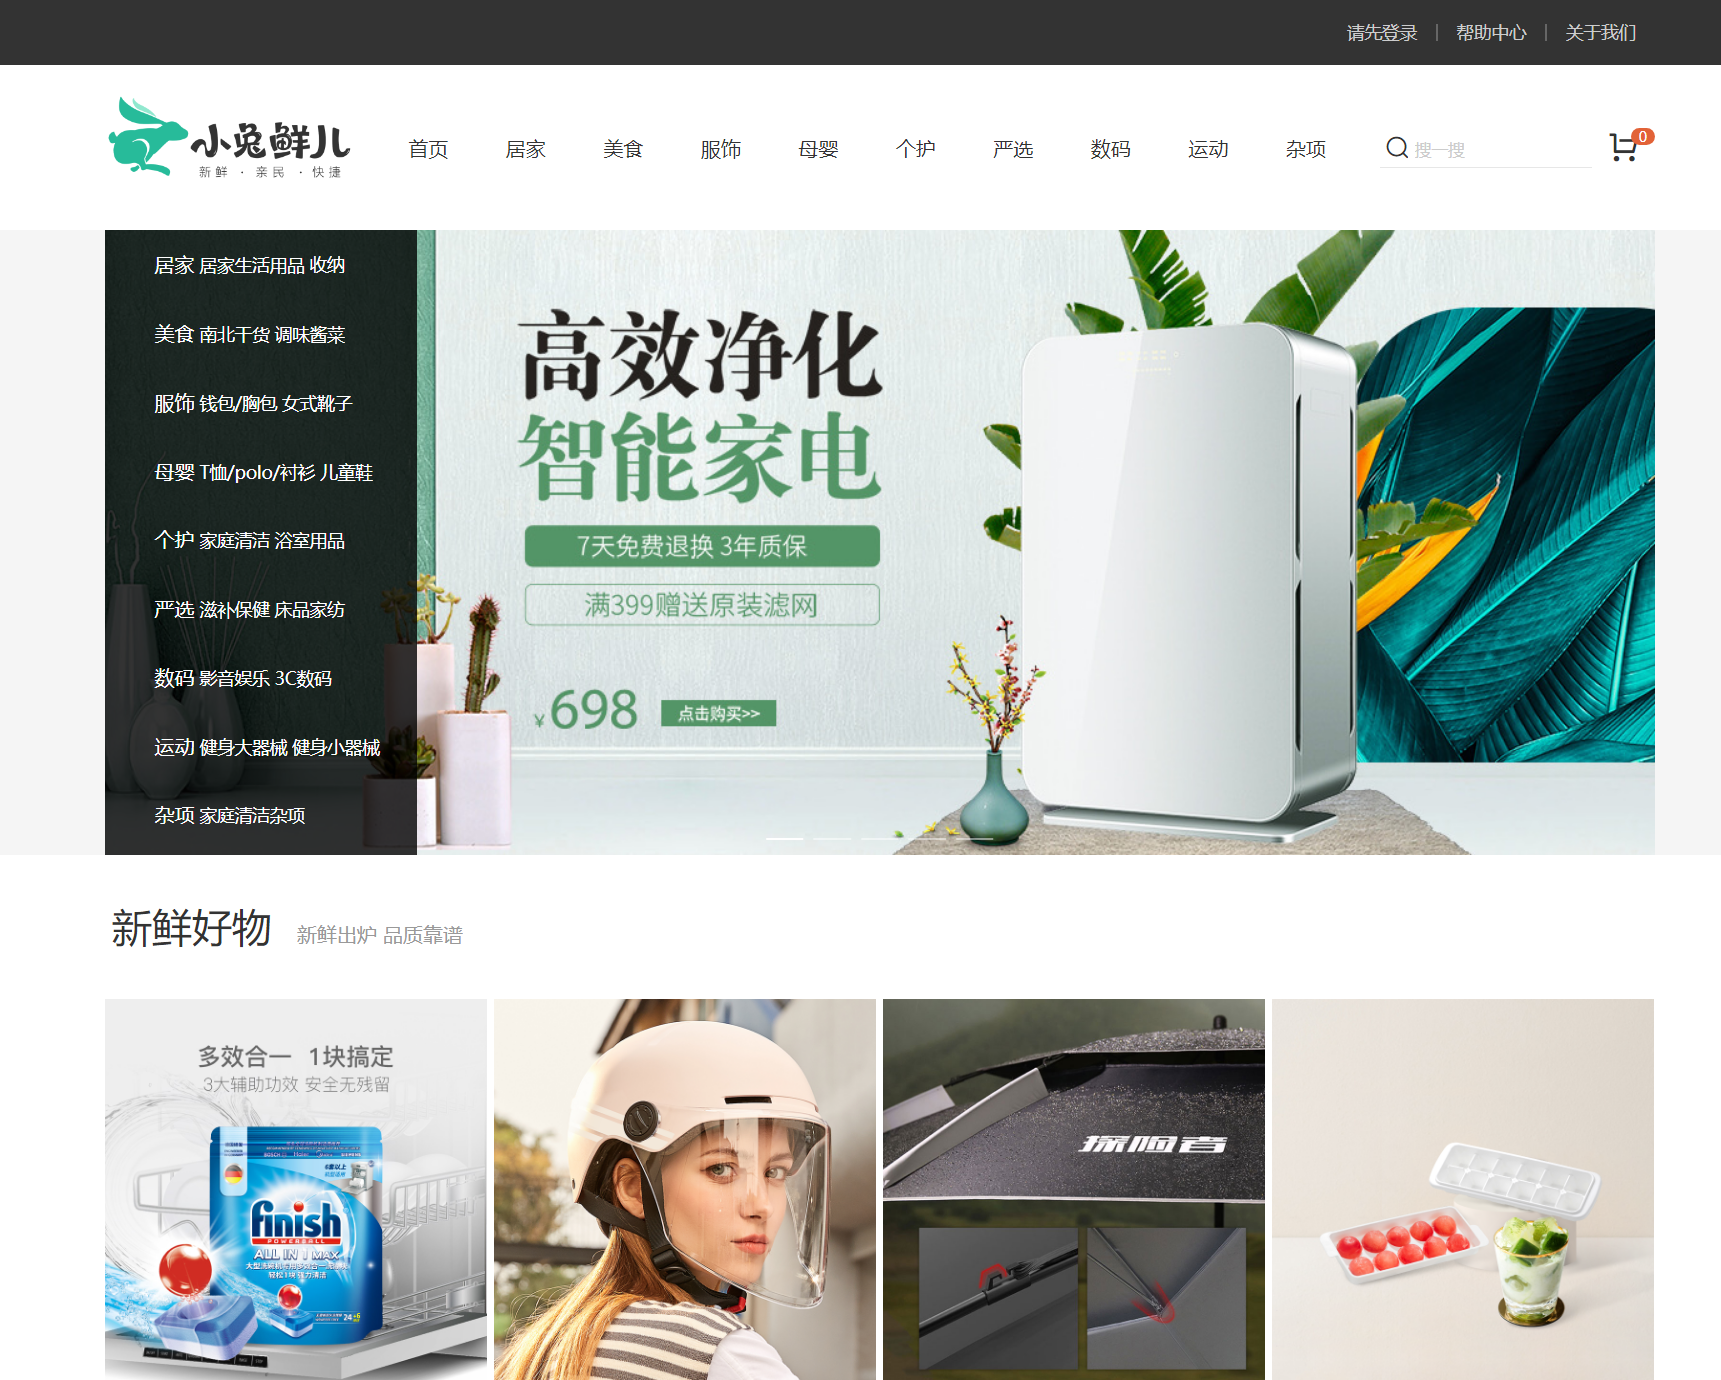 请先登录 | 帮助中心 | 关于我们
小兔鲜儿
新鲜 · 亲民 · 快捷
首页 居家 美食 服饰 母婴 个护 严选 数码 运动 杂项
搜一搜
0
居家 居家生活用品 收纳
美食 南北干货 调味酱菜
服饰 钱包/胸包 女式靴子
母婴 T恤/polo/衬衫 儿童鞋
个护 家庭清洁 浴室用品
严选 滋补保健 床品家纺
数码 影音娱乐 3C数码
运动 健身大器械 健身小器械
杂项 家庭清洁杂项
高效净化
智能家电
7天免费退换 3年质保
满399赠送原装滤网
¥698 点击购买>>
新鲜好物 新鲜出炉 品质靠谱
多效合一 1块搞定
3大辅助功效 安全无残留
finish
POWERBALL
ALL IN 1 MAX
探险者